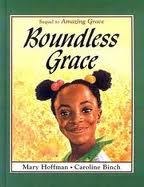 Sequel to Amazing Grace
Boundless
Grace
Mary Hoffman • Caroline Binch